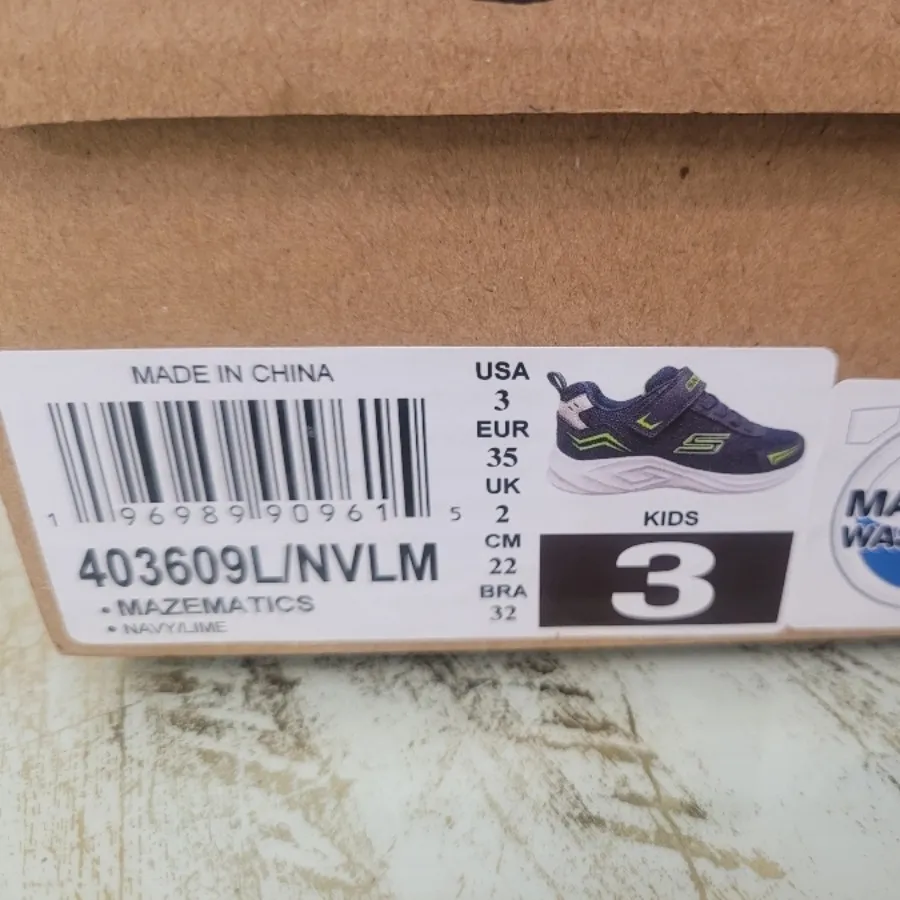 MADE IN CHINA
1 96989 90961 5
403609L/NVLM
• MAZEMATICS
• NAVY/LIME
USA
3
EUR
35
UK
2
CM
22
BRA
32
KIDS
3